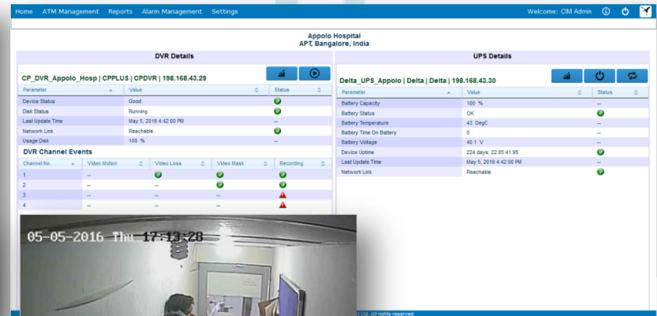 Home ATM Management Reports Alarm Management Settings Welcome: CIM Admin
Appolo Hospital
APT, Bangalore, India
DVR Details
CP_DVR_Appolo_Hosp | CPPLUS | CPDVR | 198.168.43.29
Parameter Value Status
Device Status Good
Disk Status Running
Last Update Time May 5, 2016 4:42:00 PM --
Network Link Reachable
Usage Disk 100 % --
DVR Channel Events
Channel No. Video Motion Video Loss Video Mask Recording
1 --
2 -- --
3 -- -- --
4 -- -- --
UPS Details
Delta_UPS_Appolo | Delta | Delta | 198.168.43.30
Parameter Value Status
Battery Capacity 100 % --
Battery Status OK
Battery Temperature 43 DegC --
Battery Time On Battery 0 --
Battery Voltage 40.1 V --
Device Uptime 224 days, 22:05:41.95
Last Update Time May 5, 2016 4:42:00 PM --
Network Link Reachable
05-05-2016 Thu 17:13:28
Ltd. All rights reserved.